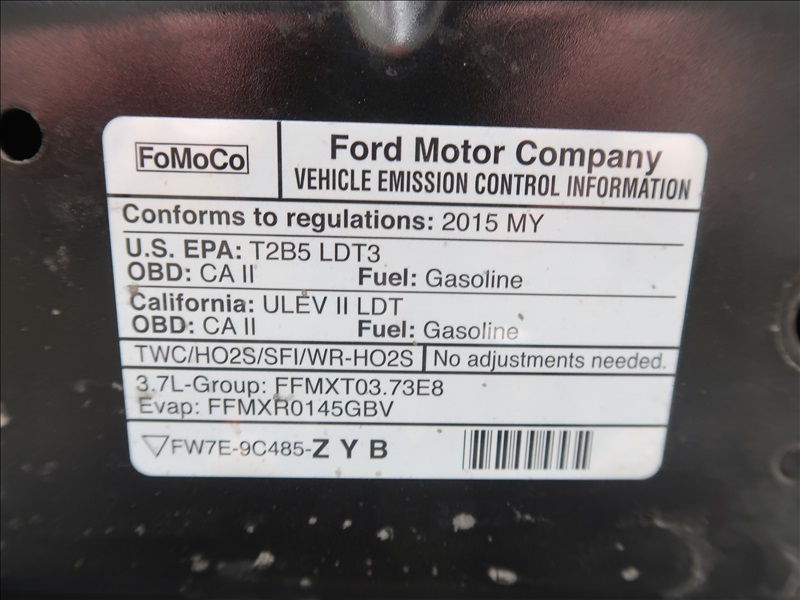 FoMoCo
Ford Motor Company
VEHICLE EMISSION CONTROL INFORMATION
Conforms to regulations: 2015 MY
U.S. EPA: T2B5 LDT3
OBD: CA II Fuel: Gasoline
California: ULEV II LDT
OBD: CA II Fuel: Gasoline
TWC/HO2S/SFI/WR-HO2S No adjustments needed.
3.7L-Group: FFMXT03.73E8
Evap: FFMXR0145GBV
FW7E-9C485-Z Y B